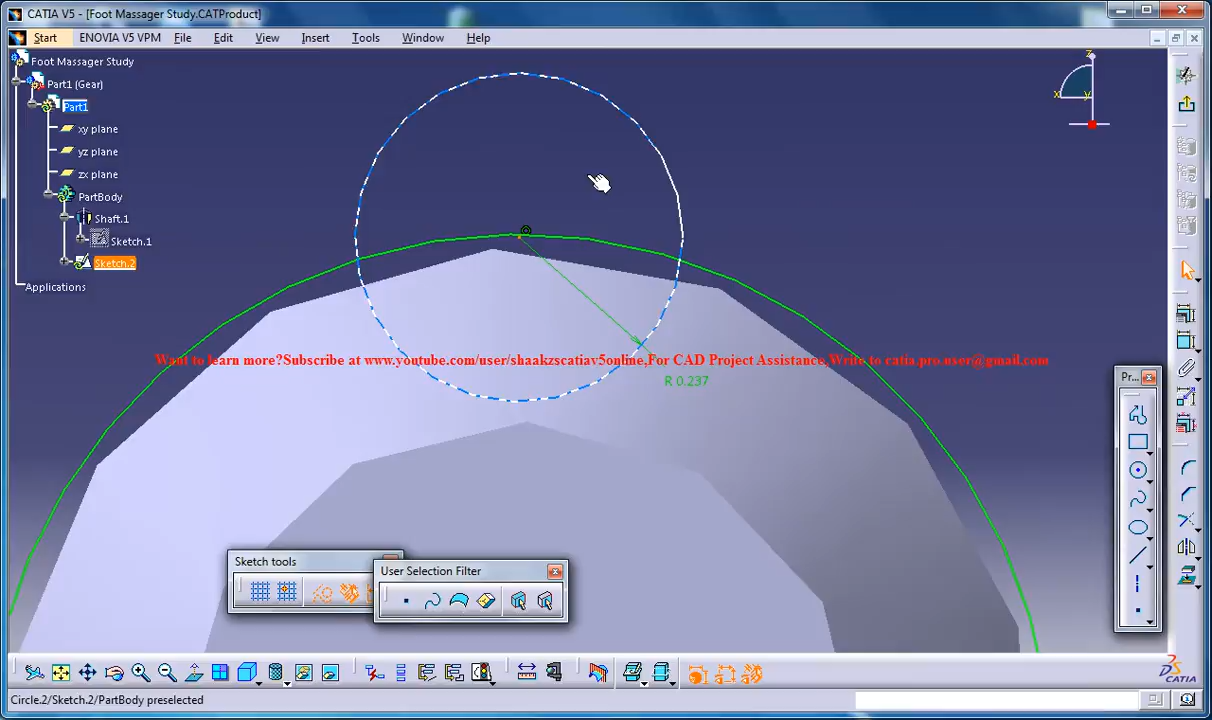 CATIA V5 - [Foot Massager Study.CATProduct]
Start ENOVIA V5 VPM File Edit View Insert Tools Window Help
Foot Massager Study
Part1 (Gear)
Part1
xy plane
yz plane
zx plane
PartBody
Shaft.1
Sketch.1
Sketch.2
Applications
z
x
y
Want to learn more?Subscribe at www.youtube.com/user/shaakzscatiav5online,For CAD Project Assistance,Write to catia.pro.user@gmail.com
R 0.237
Pr...
Sketch tools
User Selection Filter
CATIA
Circle.2/Sketch.2/PartBody preselected